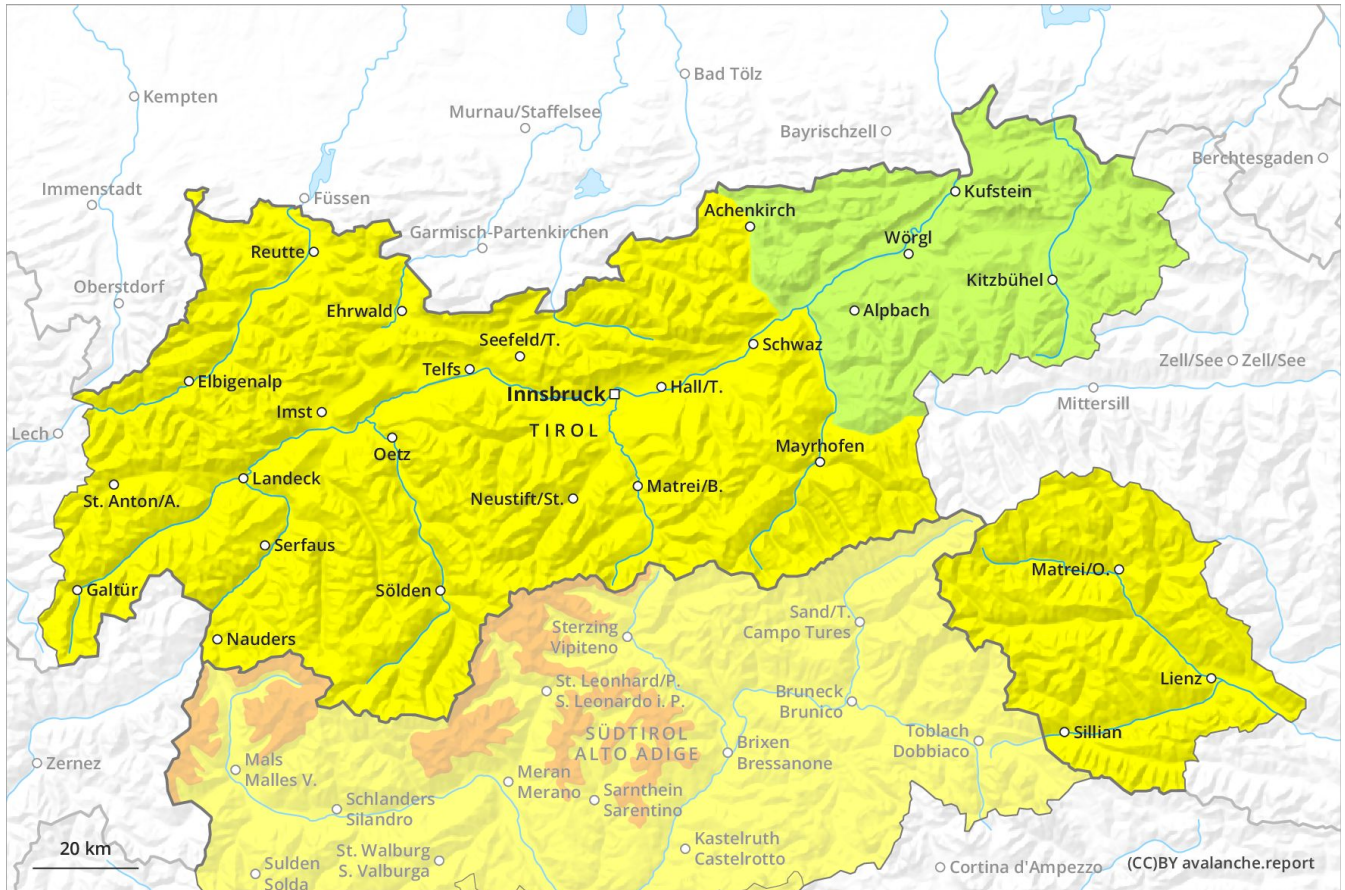 Bad Tölz
Kempten
Murnau/Staffelsee
Bayrischzell
Berchtesgaden
Immenstadt
Füssen
Kufstein
Achenkirch
Garmisch-Partenkirchen
Wörgl
Reutte
Kitzbühel
Oberstdorf
Ehrwald
Alpbach
Seefeld/T.
Schwaz
Zell/See
Zell/See
Telfs
Elbigenalp
Hall/T.
Innsbruck
Mittersill
Imst
TIROL
Lech
Mayrhofen
Oetz
Landeck
Matrei/B.
St. Anton/A.
Neustift/St.
Serfaus
Matrei/O.
Galtür
Sölden
Sand/T.
Campo Tures
Sterzing
Vipiteno
Nauders
Lienz
St. Leonhard/P.
S. Leonardo i. P.
Bruneck
Brunico
SÜDTIROL
ALTO ADIGE
Toblach
Dobbiaco
Sillian
Brixen
Bressanone
Zernez
Mals
Malles V.
Meran
Merano
Sarnthein
Sarentino
Schlanders
Silandro
Kastelruth
Castelrotto
20 km
St. Walburg
S. Valburga
Sulden
Solda
Cortina d'Ampezzo
(CC)BY avalanche.report